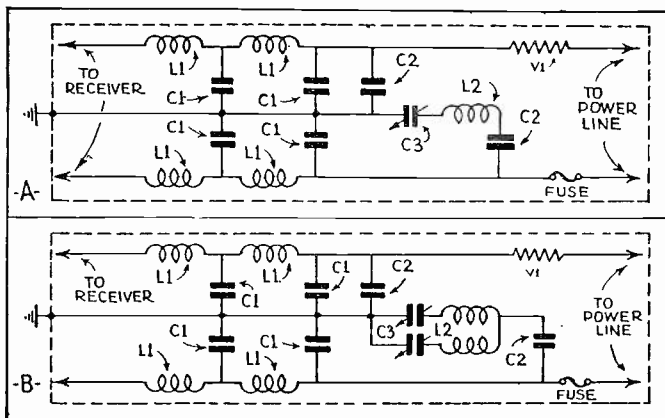 L1
L1
C2
V1
TO
RECEIVER
C1
C1
L2
TO
POWER
LINE
C1
C1
C3
C2
L1
L1
-A-
FUSE
L1
L1
C1
C2
V1
TO
RECEIVER
C1
TO
POWER
LINE
C3
L2
C1
C1
C2
L1
L1
-B-
FUSE